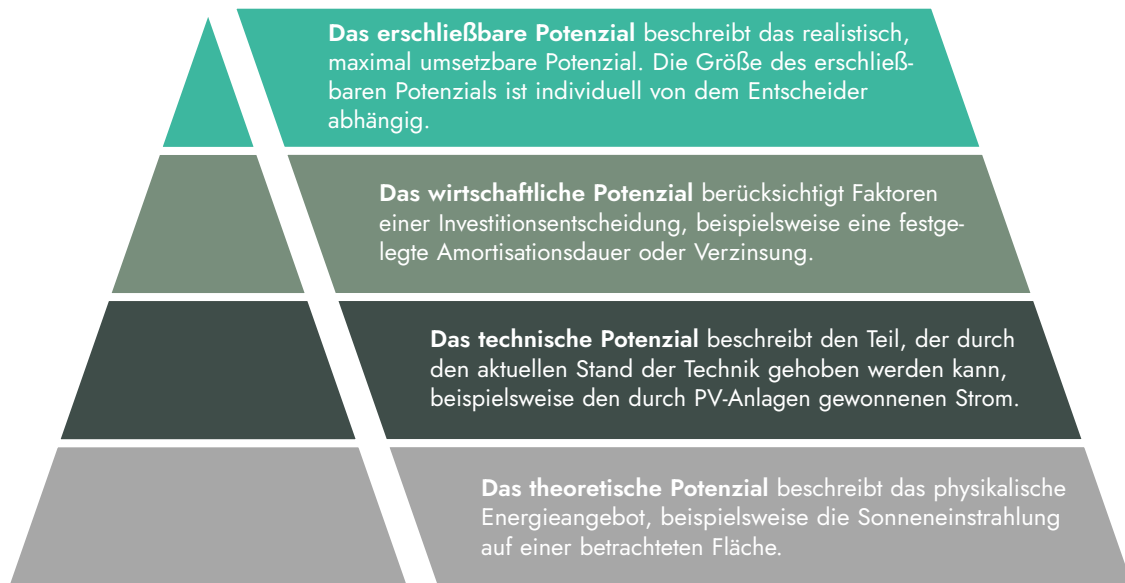 Das erschließbare Potenzial beschreibt das realistisch,
maximal umsetzbare Potenzial. Die Größe des erschließ-
baren Potenzials ist individuell von dem Entscheider
abhängig.
Das wirtschaftliche Potenzial berücksichtigt Faktoren
einer Investitionsentscheidung, beispielsweise eine festge-
legte Amortisationsdauer oder Verzinsung.
Das technische Potenzial beschreibt den Teil, der durch
den aktuellen Stand der Technik gehoben werden kann,
beispielsweise den durch PV-Anlagen gewonnenen Strom.
Das theoretische Potenzial beschreibt das physikalische
Energieangebot, beispielsweise die Sonneneinstrahlung
auf einer betrachteten Fläche.